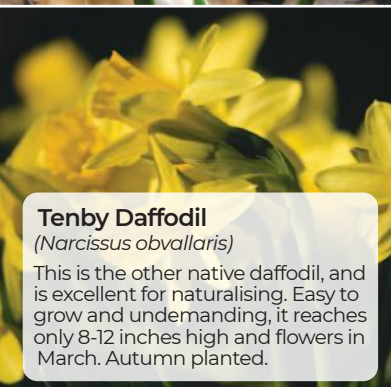 Tenby Daffodil
(Narcissus obvallaris)
This is the other native daffodil, and
is excellent for naturalising. Easy to
grow and undemanding, it reaches
only 8-12 inches high and flowers in
March. Autumn planted.